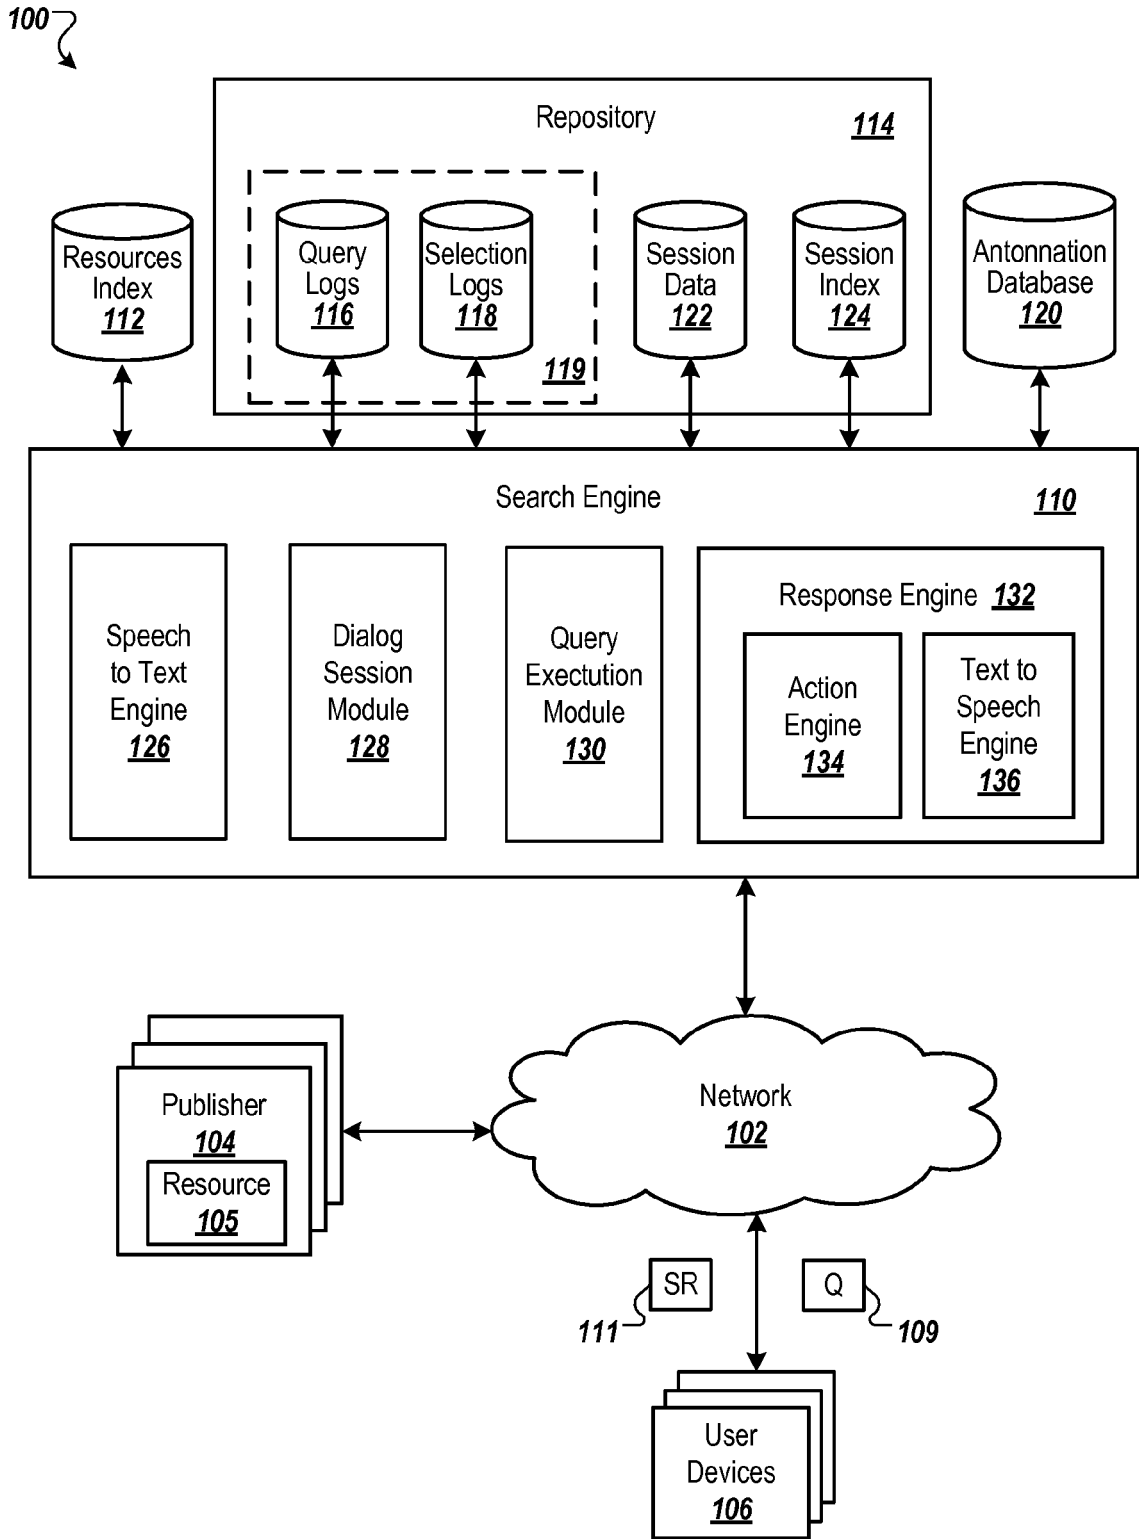 100
Repository
114
Resources
Index
112
Query
Logs
116
Selection
Logs
118
119
Session
Data
122
Session
Index
124
Antonnation
Database
120
Search Engine
110
Speech
to Text
Engine
126
Dialog
Session
Module
128
Query
Exectution
Module
130
Response Engine 132
Action
Engine
134
Text to
Speech
Engine
136
Publisher
104
Resource
105
Network
102
SR
111
Q
109
User
Devices
106